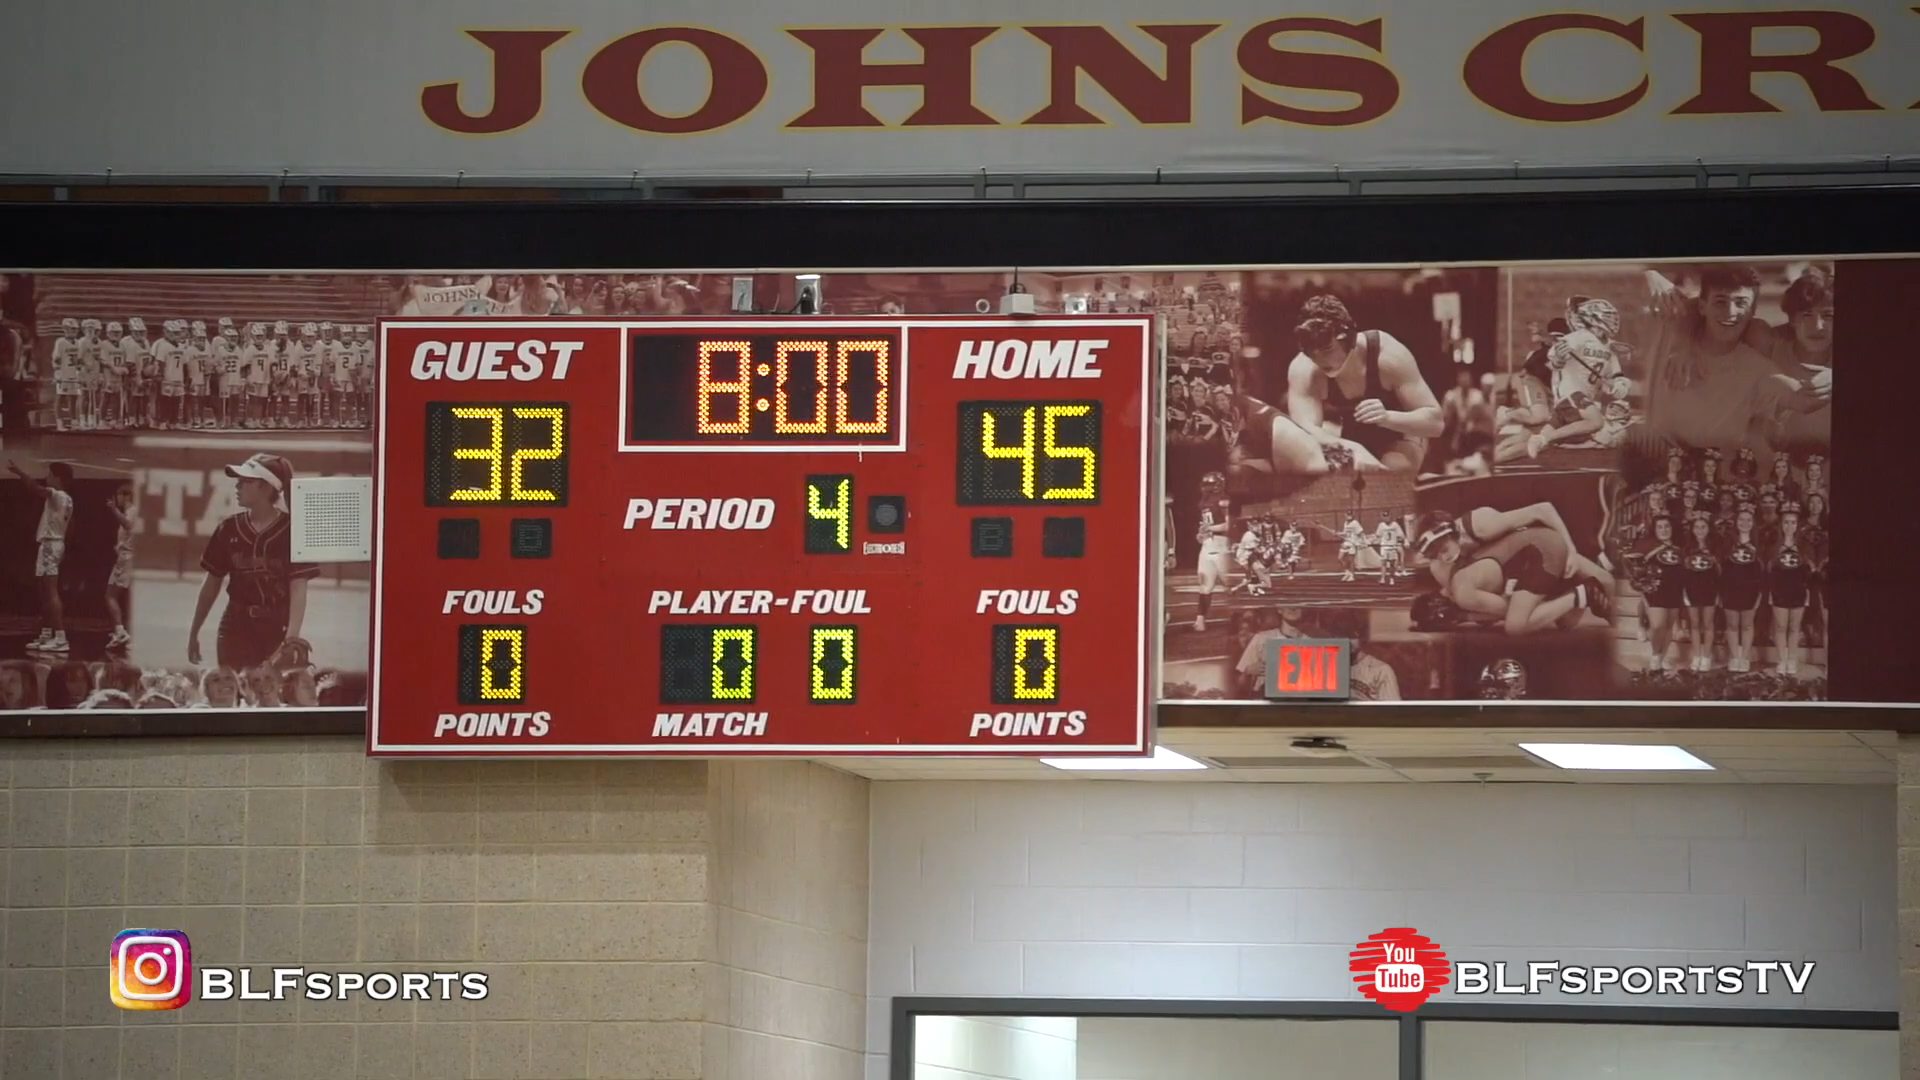 JOHNS CR
JOHNS
GUEST 8:00 HOME
32 45
PERIOD 4
FOULS PLAYER-FOUL FOULS
0 0 0 0
POINTS MATCH POINTS
EXIT
BLFSPORTS
You
Tube
BLFSPORTSTV